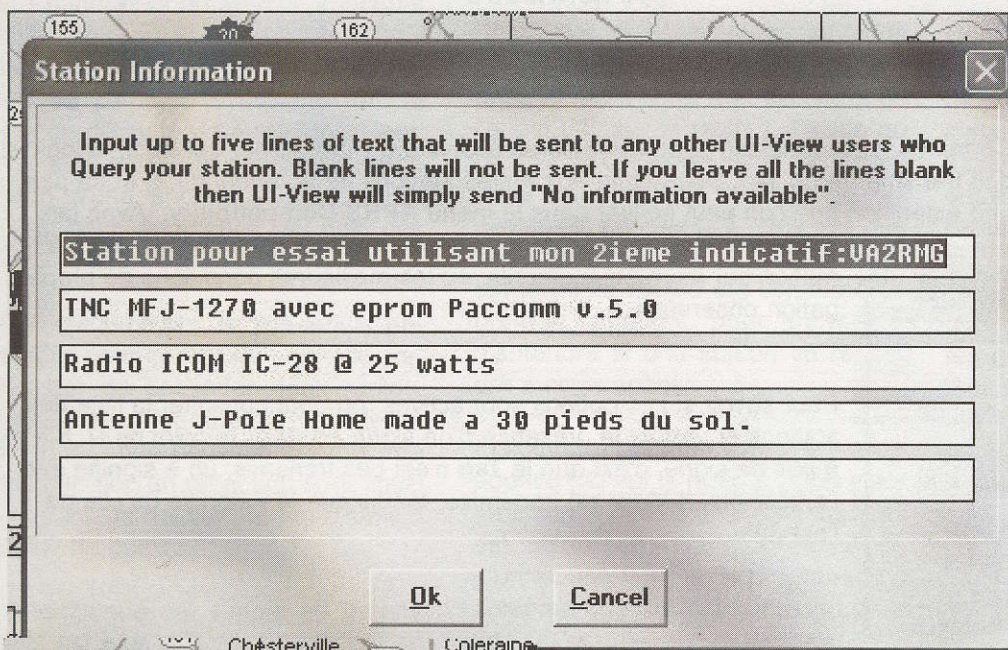 155
20
162
Station Information
Input up to five lines of text that will be sent to any other UI-View users who
Query your station. Blank lines will not be sent. If you leave all the lines blank
then UI-View will simply send "No information available".
Station pour essai utilisant mon 2ieme indicatif:VA2RMG
TNC MFJ-1270 avec eprom Paccomm v.5.0
Radio ICOM IC-28 @ 25 watts
Antenne J-Pole Home made a 30 pieds du sol.
Ok
Cancel
Chesterville
Coleraine